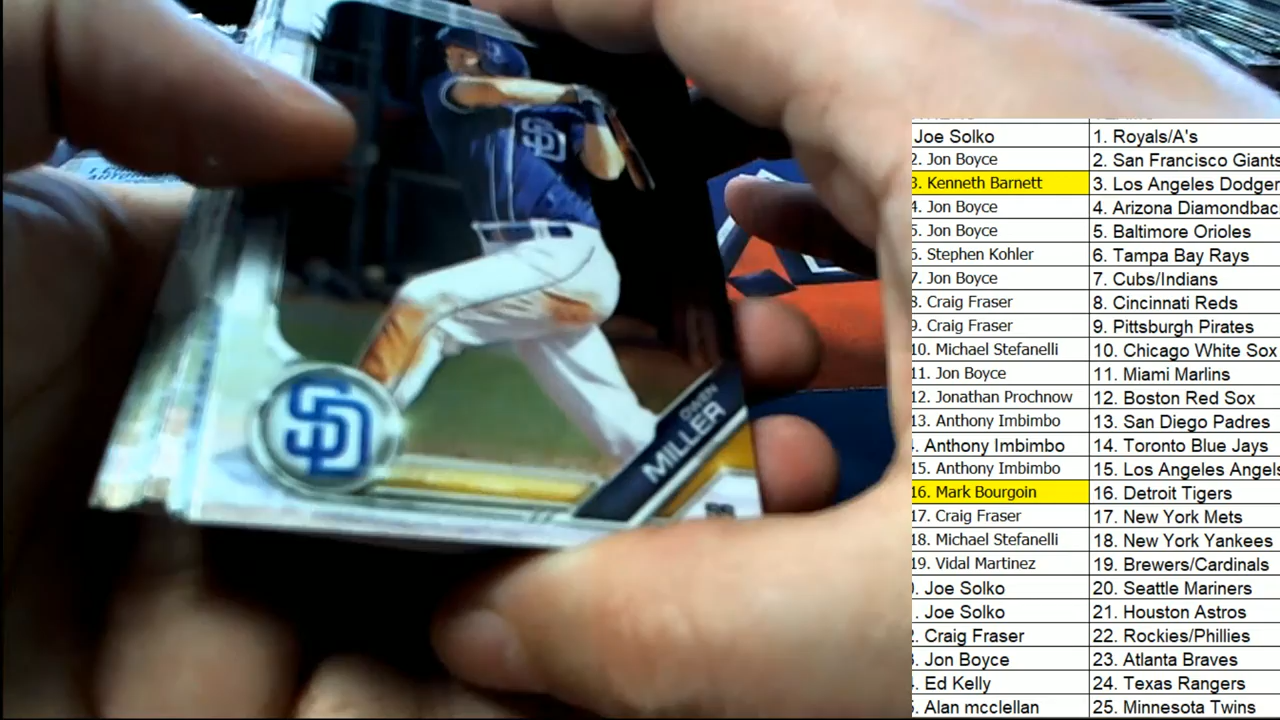 SD
SD
OWEN
MILLER
Joe Solko 1. Royals/A's
2. Jon Boyce 2. San Francisco Giants
3. Kenneth Barnett 3. Los Angeles Dodger
4. Jon Boyce 4. Arizona Diamondbac
5. Jon Boyce 5. Baltimore Orioles
6. Stephen Kohler 6. Tampa Bay Rays
7. Jon Boyce 7. Cubs/Indians
8. Craig Fraser 8. Cincinnati Reds
9. Craig Fraser 9. Pittsburgh Pirates
10. Michael Stefanelli 10. Chicago White Sox
11. Jon Boyce 11. Miami Marlins
12. Jonathan Prochnow 12. Boston Red Sox
13. Anthony Imbimbo 13. San Diego Padres
. Anthony Imbimbo 14. Toronto Blue Jays
15. Anthony Imbimbo 15. Los Angeles Angels
16. Mark Bourgoin 16. Detroit Tigers
17. Craig Fraser 17. New York Mets
18. Michael Stefanelli 18. New York Yankees
19. Vidal Martinez 19. Brewers/Cardinals
. Joe Solko 20. Seattle Mariners
. Joe Solko 21. Houston Astros
. Craig Fraser 22. Rockies/Phillies
. Jon Boyce 23. Atlanta Braves
. Ed Kelly 24. Texas Rangers
. Alan mcclellan 25. Minnesota Twins